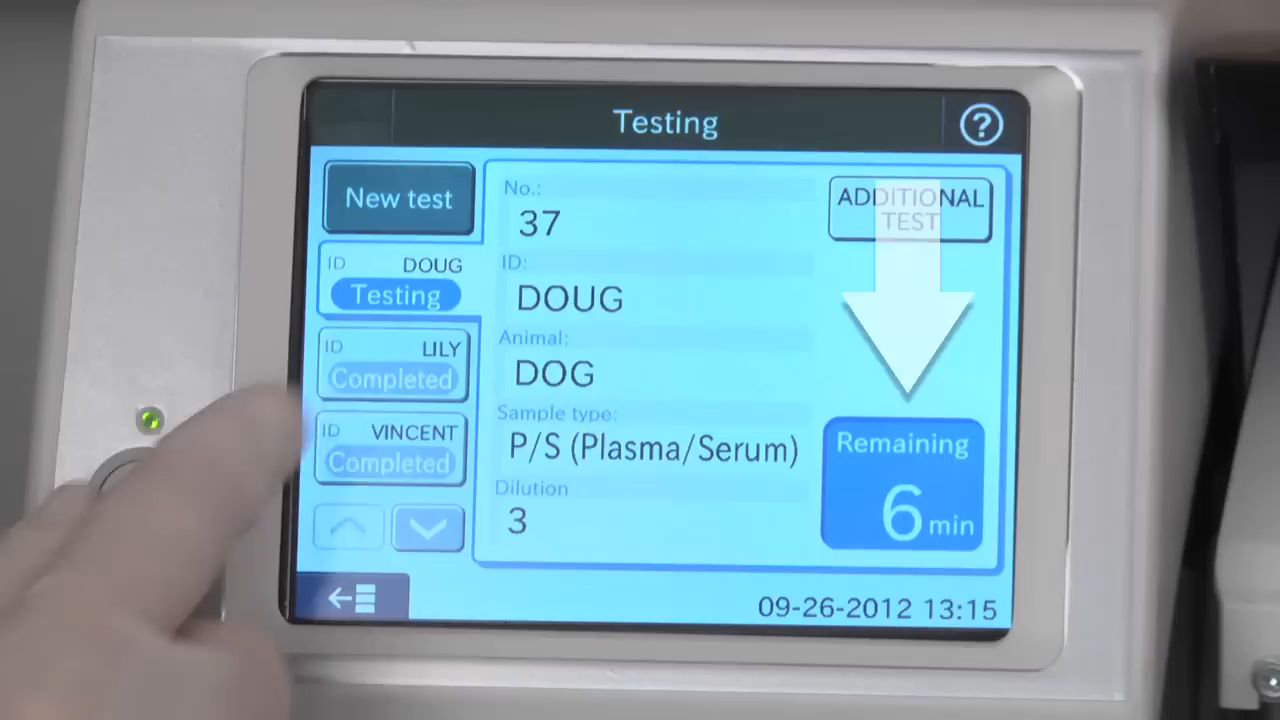 Testing
?
New test
ID DOUG
Testing
ID LILY
Completed
ID VINCENT
Completed
No.:
37
ID:
DOUG
Animal:
DOG
Sample type:
P/S (Plasma/Serum)
Dilution
3
ADDITIONAL
TEST
Remaining
6 min
09-26-2012 13:15